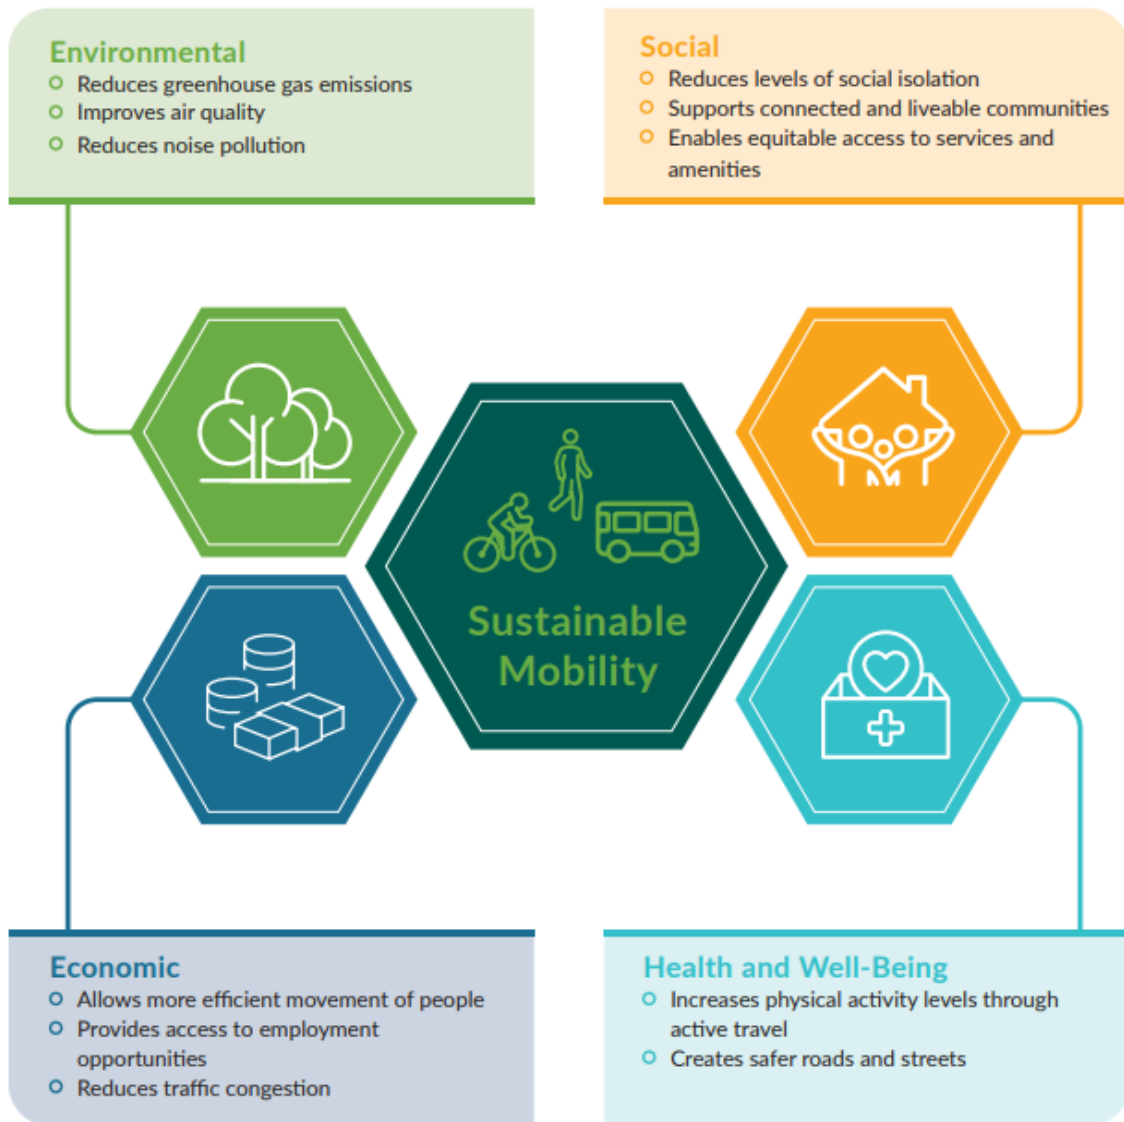 Environmental
Reduces greenhouse gas emissions
Improves air quality
Reduces noise pollution
Social
Reduces levels of social isolation
Supports connected and liveable communities
Enables equitable access to services and
amenities
Sustainable
Mobility
Economic
Allows more efficient movement of people
Provides access to employment
opportunities
Reduces traffic congestion
Health and Well-Being
Increases physical activity levels through
active travel
Creates safer roads and streets